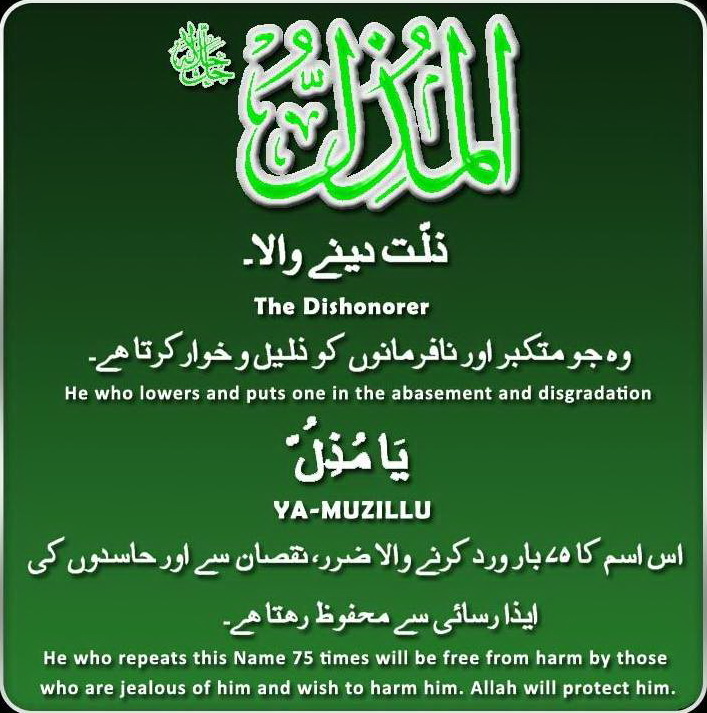 المُذِلُّ جل جلالہ
ذلّت دینے والا۔
The Dishonorer
وہ جو متکبر اور نافرمانوں کو ذلیل و خوار کرتا ھے۔
He who lowers and puts one in the abasement and disgradation
يَا مُذِلُّ
YA-MUZILLU
اس اسم کا ۷۵ بار ورد کرنے والا ضرر، نقصان سے اور حاسدوں کی
ایذا رسائی سے محفوظ رھتا ھے۔
He who repeats this Name 75 times will be free from harm by those
who are jealous of him and wish to harm him. Allah will protect him.